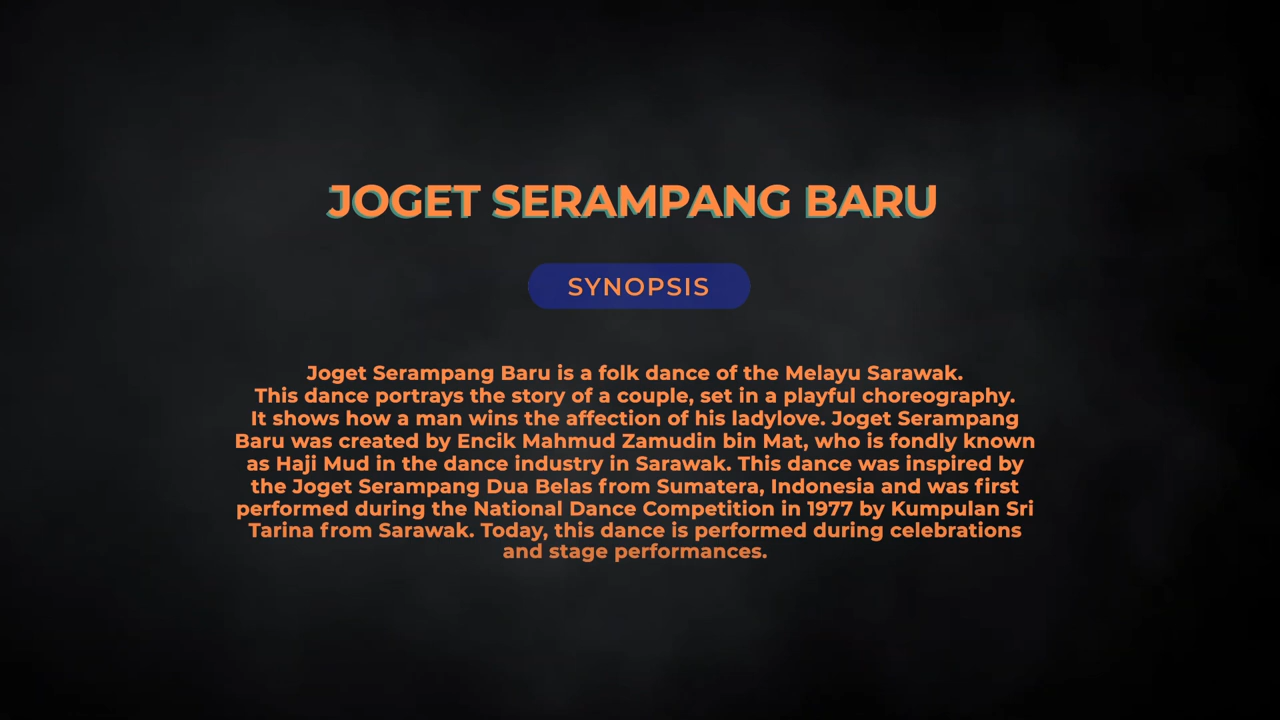 JOGET SERAMPANG BARU
SYNOPSIS
Joget Serampang Baru is a folk dance of the Melayu Sarawak.
This dance portrays the story of a couple, set in a playful choreography.
It shows how a man wins the affection of his ladylove. Joget Serampang
Baru was created by Encik Mahmud Zamudin bin Mat, who is fondly known
as Haji Mud in the dance industry in Sarawak. This dance was inspired by
the Joget Serampang Dua Belas from Sumatera, Indonesia and was first
performed during the National Dance Competition in 1977 by Kumpulan Sri
Tarina from Sarawak. Today, this dance is performed during celebrations
and stage performances.